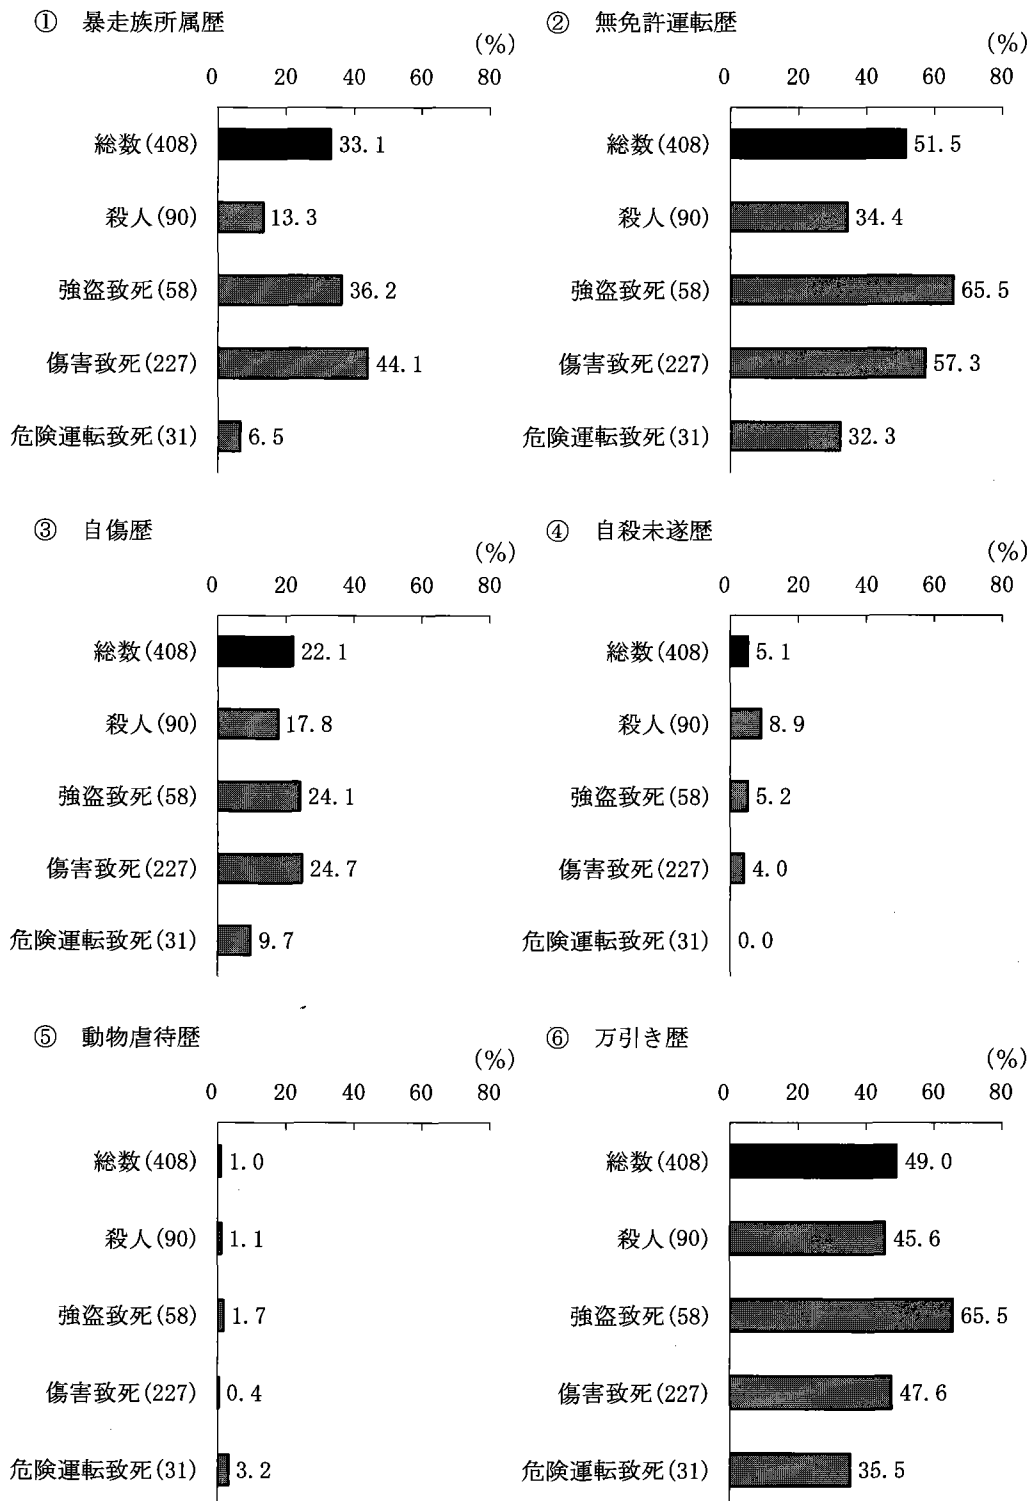 ① 暴走族所属歴
(%)
0 20 40 60 80
総数(408) 33.1
殺人(90) 13.3
強盗致死(58) 36.2
傷害致死(227) 44.1
危険運転致死(31) 6.5
② 無免許運転歴
(%)
0 20 40 60 80
総数(408) 51.5
殺人(90) 34.4
強盗致死(58) 65.5
傷害致死(227) 57.3
危険運転致死(31) 32.3
③ 自傷歴
(%)
0 20 40 60 80
総数(408) 22.1
殺人(90) 17.8
強盗致死(58) 24.1
傷害致死(227) 24.7
危険運転致死(31) 9.7
④ 自殺未遂歴
(%)
0 20 40 60 80
総数(408) 5.1
殺人(90) 8.9
強盗致死(58) 5.2
傷害致死(227) 4.0
危険運転致死(31) 0.0
⑤ 動物虐待歴
(%)
0 20 40 60 80
総数(408) 1.0
殺人(90) 1.1
強盗致死(58) 1.7
傷害致死(227) 0.4
危険運転致死(31) 3.2
⑥ 万引き歴
(%)
0 20 40 60 80
総数(408) 49.0
殺人(90) 45.6
強盗致死(58) 65.5
傷害致死(227) 47.6
危険運転致死(31) 35.5